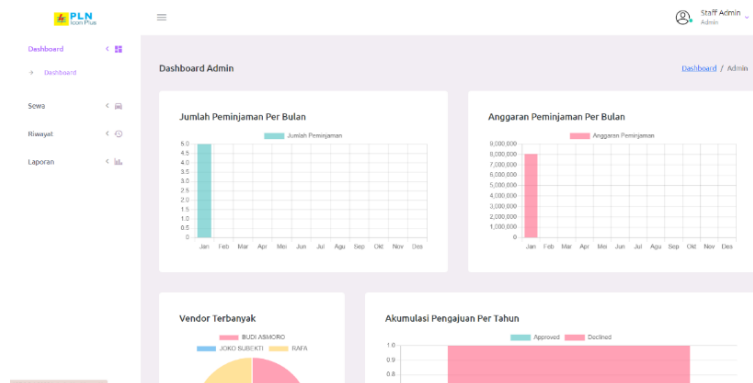 PLN
Icon Plus
Staff Admin
Admin
Dashboard
Dashboard
Sewa
Riwayat
Laporan
Dashboard Admin
Dashboard / Admin
Jumlah Peminjaman Per Bulan
Jumlah Peminjaman
5.0
4.5
4.0
3.5
3.0
2.5
2.0
1.5
1.0
0.5
0
Jan Feb Mar Apr Mei Jun Jul Agu Sep Okt Nov Des
Anggaran Peminjaman Per Bulan
Anggaran Peminjaman
9,000,000
8,000,000
7,000,000
6,000,000
5,000,000
4,000,000
3,000,000
2,000,000
1,000,000
0
Jan Feb Mar Apr Mei Jun Jul Agu Sep Okt Nov Des
Vendor Terbanyak
BUDI ASMORO
JOKO SUBEKTI RAFA
Akumulasi Pengajuan Per Tahun
Approved Declined
1.0
0.9
0.8